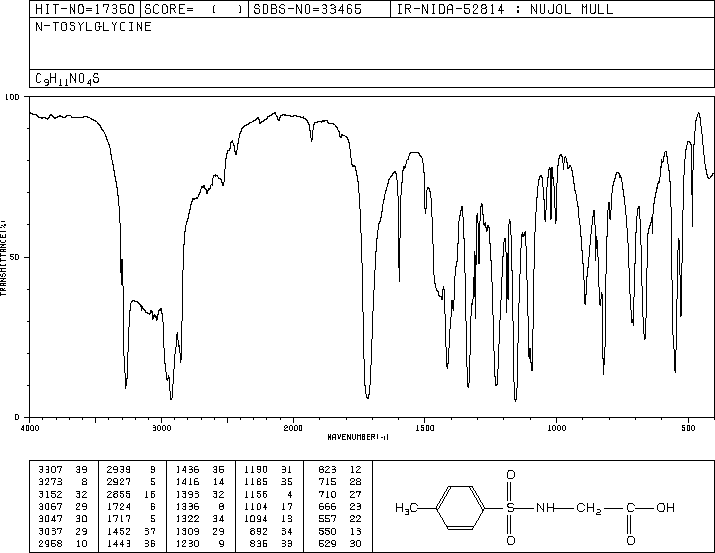 HIT-NO=17350 SCORE= ( ) SDBS-NO=33465 IR-NIDA-52814 : NUJOL MULL
N-TOSYLGLYCINE
C9H11NO4S
100
50
0
TRANSMITTANCE(%)
4000 3000 2000 1500 1000 500
WAVENUMBER(-1)
3307 39 2939 9 1436 36 1190 31 823 12
3273 8 2927 5 1416 14 1185 35 715 28
3152 32 2855 16 1393 32 1156 4 710 27
3067 29 1724 6 1336 8 1104 17 666 23
3047 30 1717 5 1322 34 1094 13 557 22
3037 29 1452 37 1309 29 892 34 550 13
2958 10 1443 36 1230 9 836 33 529 30
O
H3C S NH CH2 C OH
O O